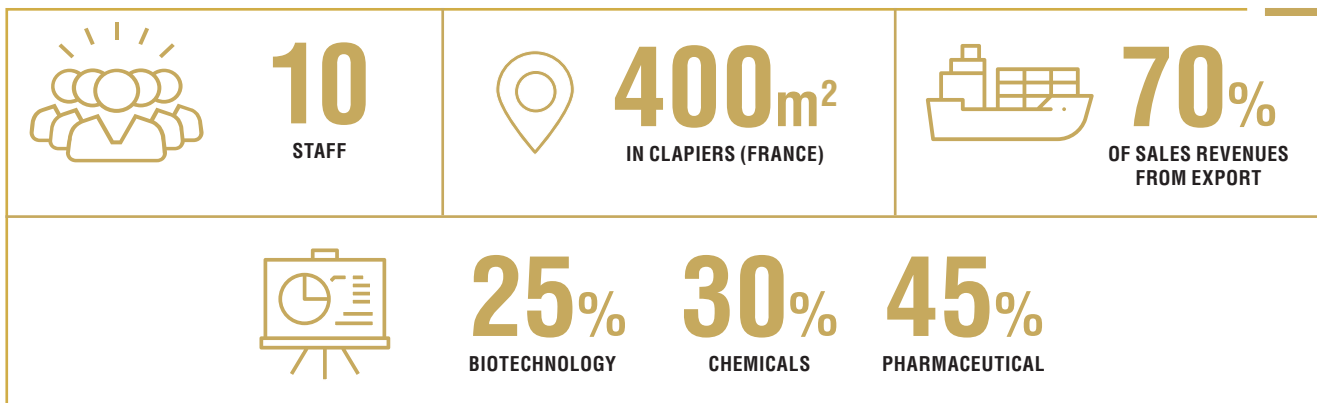 10
STAFF
400m²
IN CLAPIERS (FRANCE)
70%
OF SALES REVENUES
FROM EXPORT
25%
BIOTECHNOLOGY
30%
CHEMICALS
45%
PHARMACEUTICAL